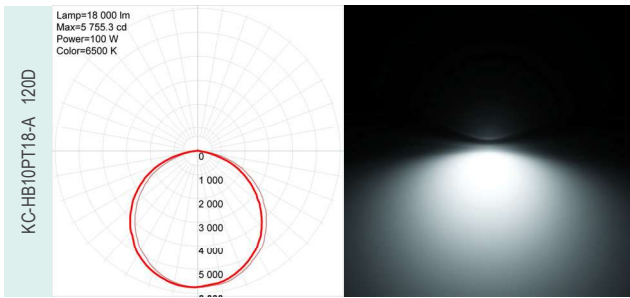 KC-HB10PT18-A 120D
Lamp=18 000 lm
Max=5 755.3 cd
Power=100 W
Color=6500 K
0
1 000
2 000
3 000
4 000
5 000